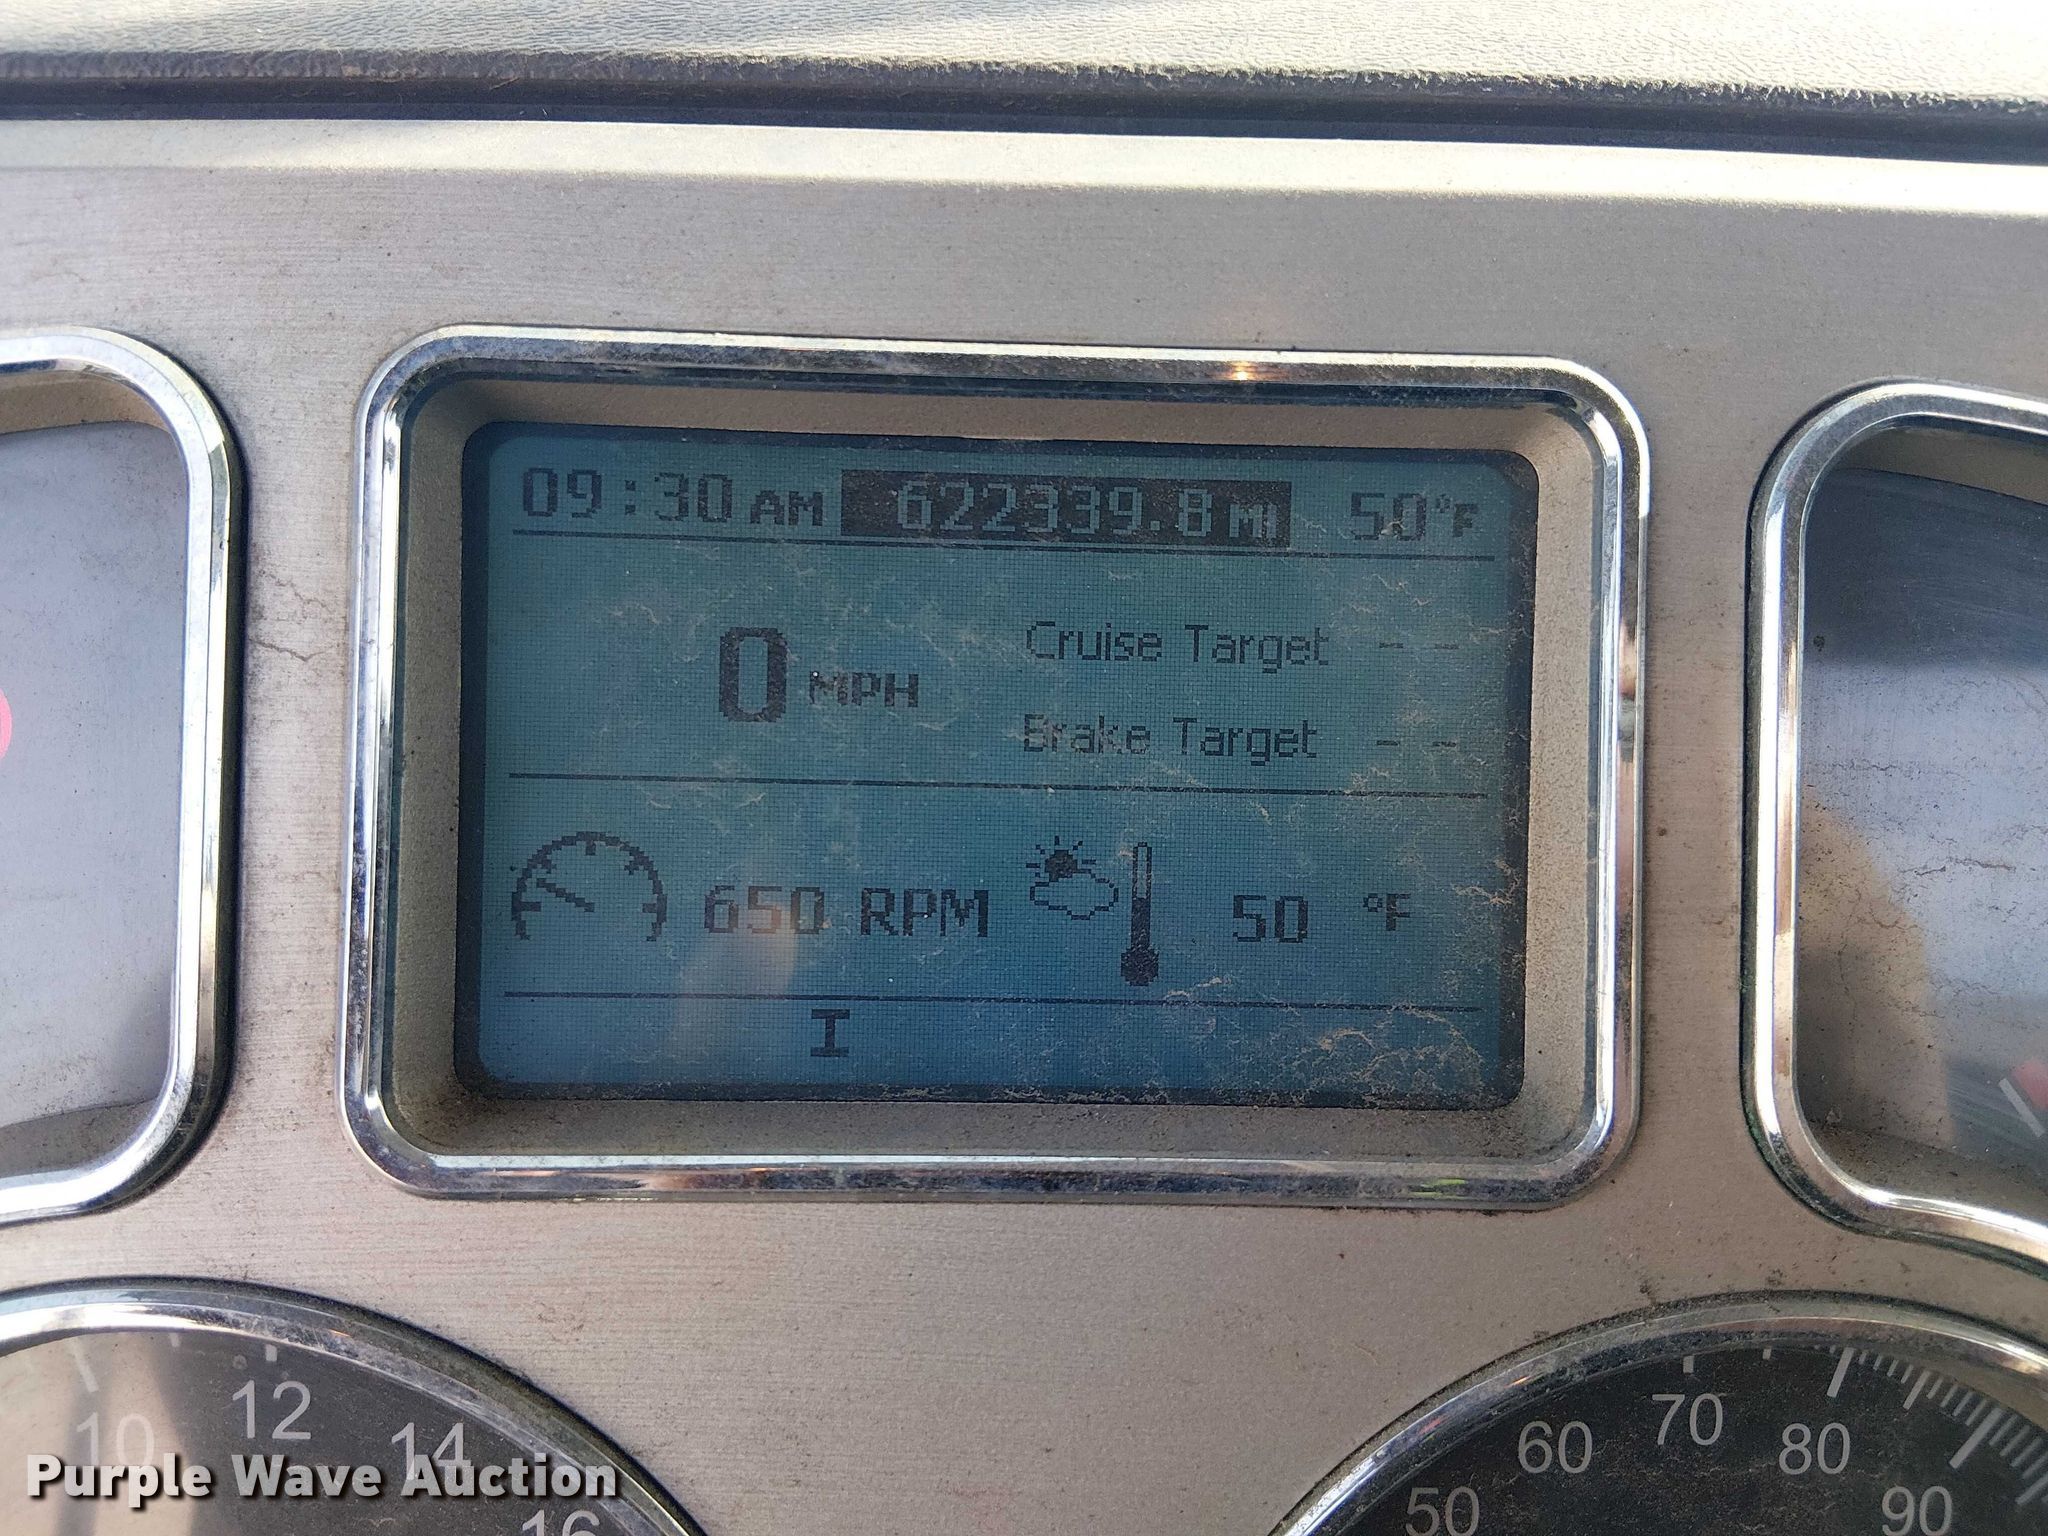 09:30 AM 622339.8 MI 50°F
0 MPH
Cruise Target - -
Brake Target - -
650 RPM 50 °F
I
10 12 14 16
50 60 70 80 90
Purple Wave Auction